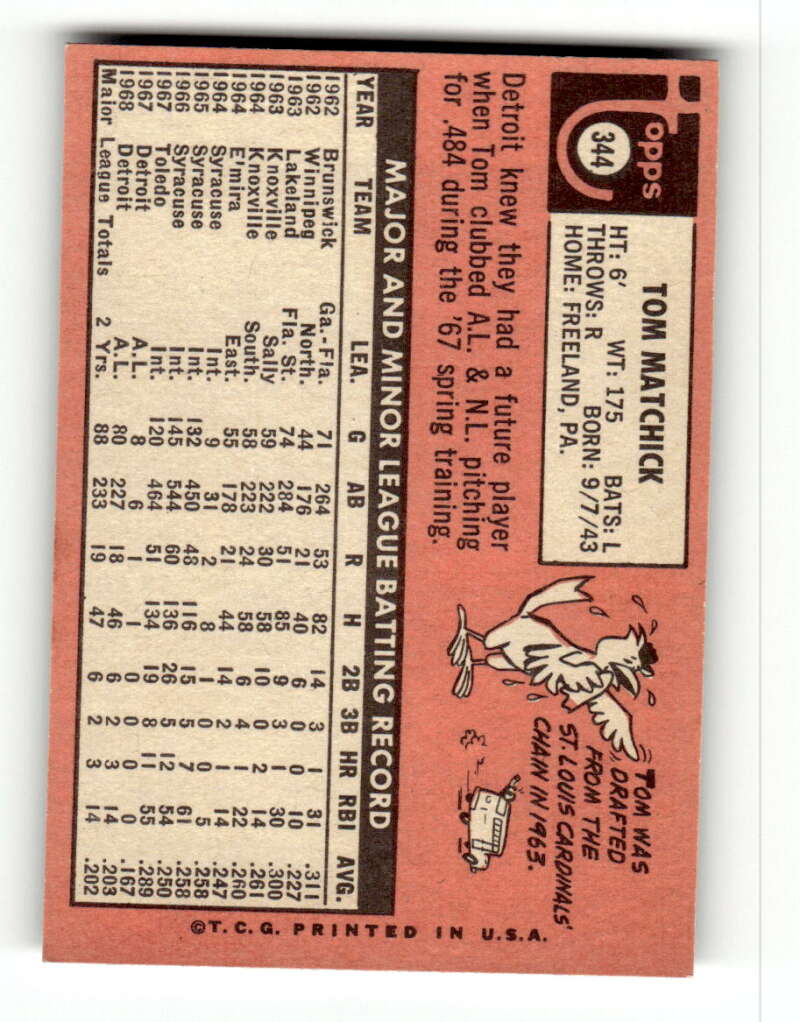 Topps
344
TOM MATCHICK
HT: 6' WT: 175 BATS: L
THROWS: R BORN: 9/7/43
HOME: FREELAND, PA.
Detroit knew they had a future player
when Tom clubbed A.L. & N.L. pitching
for .484 during the '67 spring training.
TOM WAS
DRAFTED
FROM THE
ST. LOUIS CARDINALS'
CHAIN IN 1963.
MAJOR AND MINOR LEAGUE BATTING RECORD
YEAR TEAM LEA. G AB R H 2B 3B HR RBI AVG.
1962 Brunswick Ga.-Fla. 71 264 53 82 14 3 1 31 .311
1962 Winnipeg North. 44 176 21 40 6 0 0 10 .227
1963 Lakeland Fla. St. 74 284 51 85 9 3 1 30 .300
1963 Knoxville Sally 59 222 30 58 10 0 2 14 .261
1964 Knoxville South. 58 223 24 58 6 4 1 22 .260
1964 E'mira East. 55 178 21 44 14 2 1 14 .247
1964 Syracuse Int. 9 31 2 8 1 0 0 5 .258
1965 Syracuse Int. 132 450 48 116 15 5 7 61 .258
1966 Syracuse Int. 145 544 60 136 26 5 12 54 .250
1967 Toledo Int. 120 464 51 134 19 8 11 55 .289
1967 Detroit A.L. 8 6 1 1 0 0 0 0 .167
1968 Detroit A.L. 80 227 18 46 6 2 3 14 .203
Major League Totals 2 Yrs. 88 233 19 47 6 2 3 14 .202
©T.C.G. PRINTED IN U.S.A.